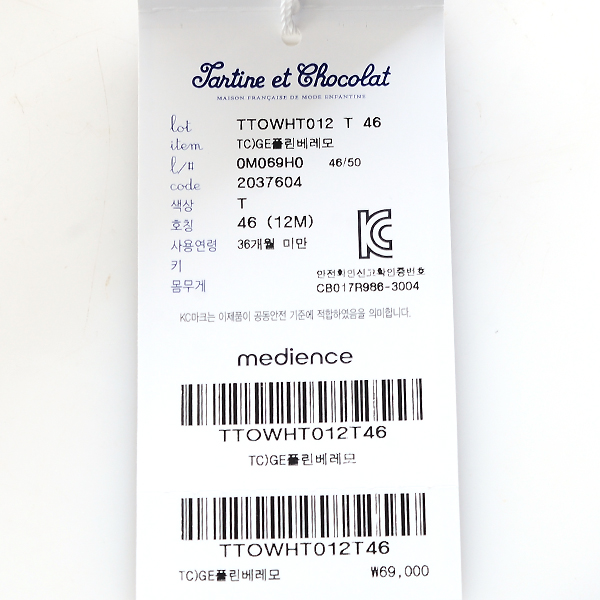 Tartine et Chocolat
MAISON FRANÇAISE DE MODE ENFANTINE
lot TTOWHT012 T 46
item TC)GE플린베레모
l/# 0M069H0 46/50
code 2037604
색상 T
호칭 46 (12M)
사용연령 36개월 미만
키
몸무게
안전확인신고확인증번호
CB017R986-3004
KC마크는 이제품이 공통안전 기준에 적합하였음을 의미합니다.
medience
TTOWHT012T46
TC)GE플린베레모
TTOWHT012T46
TC)GE플린베레모 ₩69,000